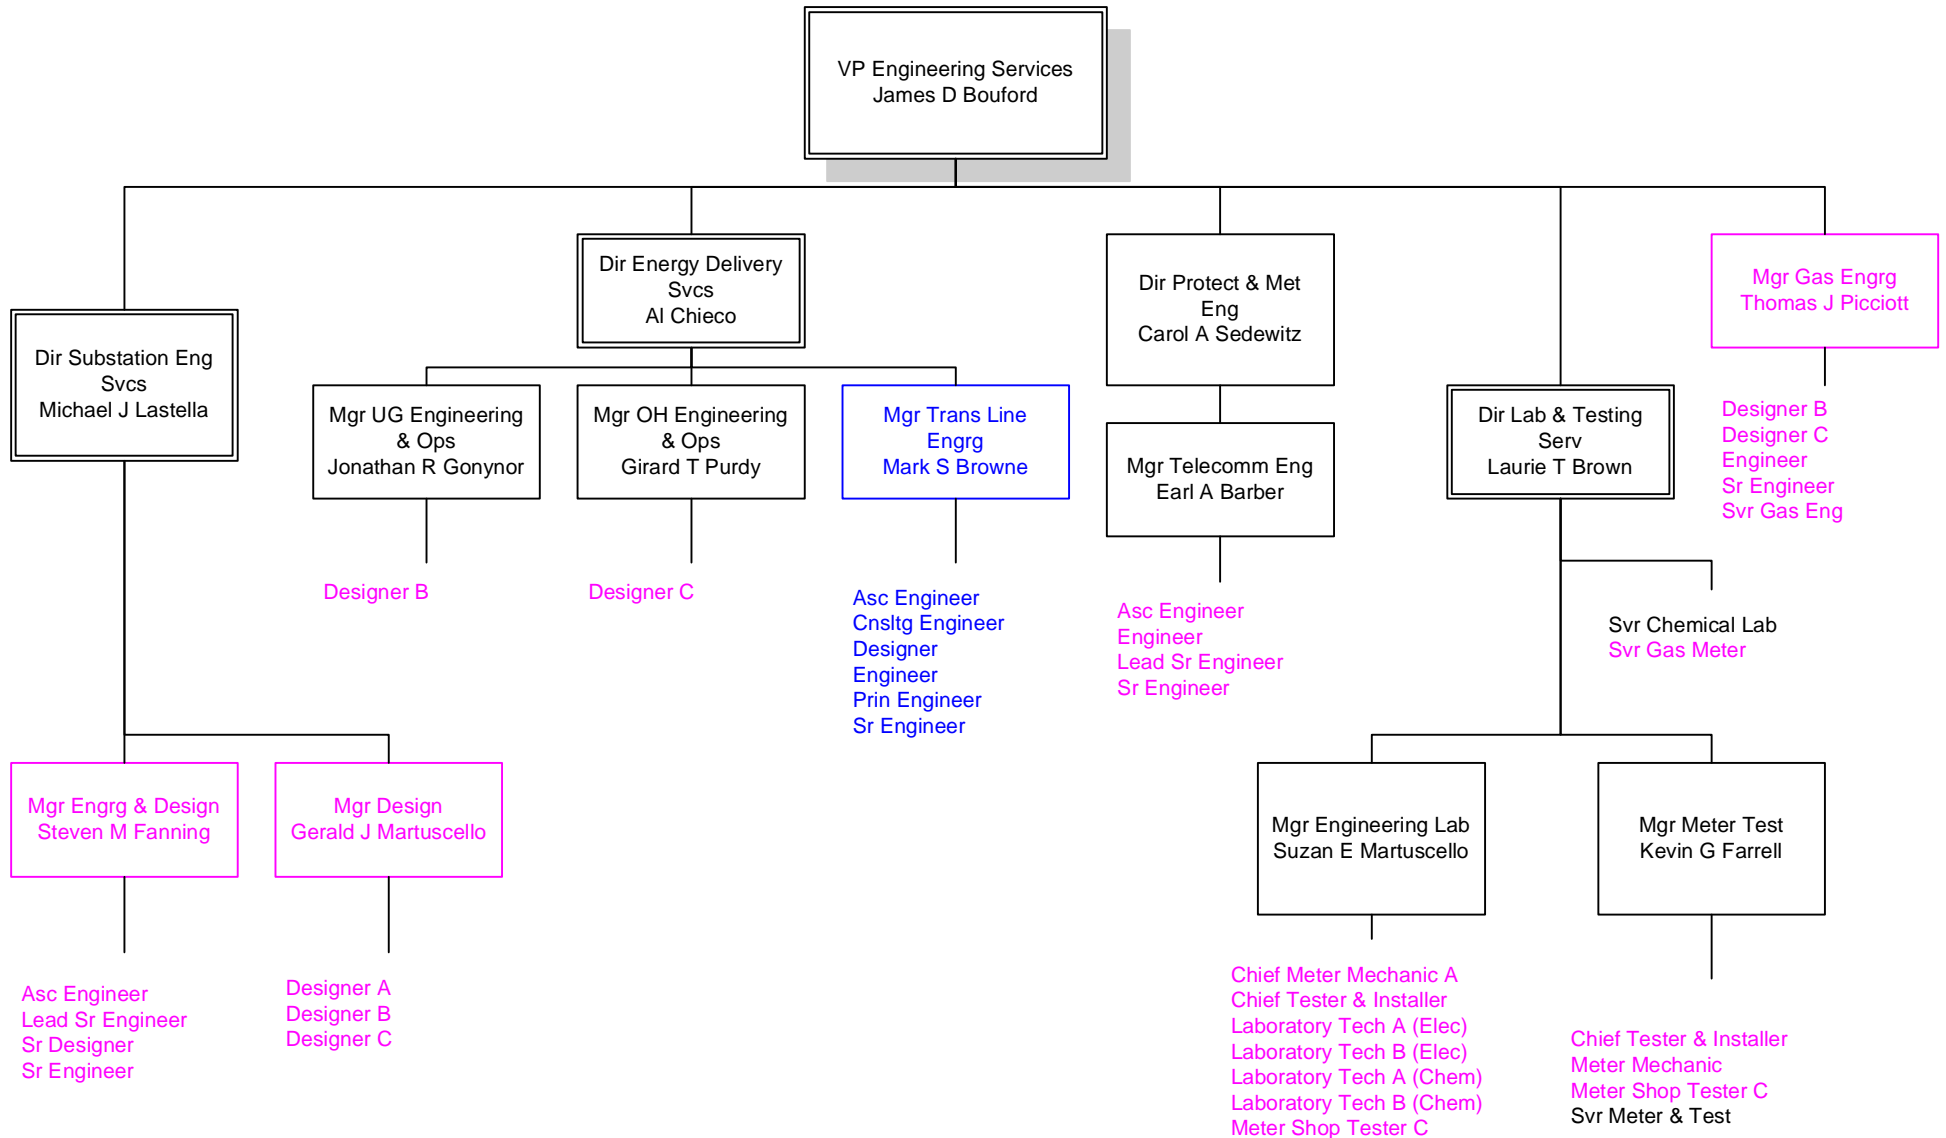 VP Engineering Services
James D Bouford
Dir Substation Eng
Svcs
Michael J Lastella
Dir Energy Delivery
Svcs
Al Chieco
Dir Protect & Met
Eng
Carol A Sedewitz
Dir Lab & Testing
Serv
Laurie T Brown
Mgr Gas Engrg
Thomas J Picciott
Designer B
Designer C
Engineer
Sr Engineer
Svr Gas Eng
Mgr UG Engineering
& Ops
Jonathan R Gonynor
Mgr OH Engineering
& Ops
Girard T Purdy
Mgr Trans Line
Engrg
Mark S Browne
Mgr Telecomm Eng
Earl A Barber
Designer B
Designer C
Asc Engineer
Cnsltg Engineer
Designer
Engineer
Prin Engineer
Sr Engineer
Asc Engineer
Engineer
Lead Sr Engineer
Sr Engineer
Svr Chemical Lab
Svr Gas Meter
Mgr Engrg & Design
Steven M Fanning
Mgr Design
Gerald J Martuscello
Mgr Engineering Lab
Suzan E Martuscello
Mgr Meter Test
Kevin G Farrell
Asc Engineer
Lead Sr Engineer
Sr Designer
Sr Engineer
Designer A
Designer B
Designer C
Chief Meter Mechanic A
Chief Tester & Installer
Laboratory Tech A (Elec)
Laboratory Tech B (Elec)
Laboratory Tech A (Chem)
Laboratory Tech B (Chem)
Meter Shop Tester C
Chief Tester & Installer
Meter Mechanic
Meter Shop Tester C
Svr Meter & Test